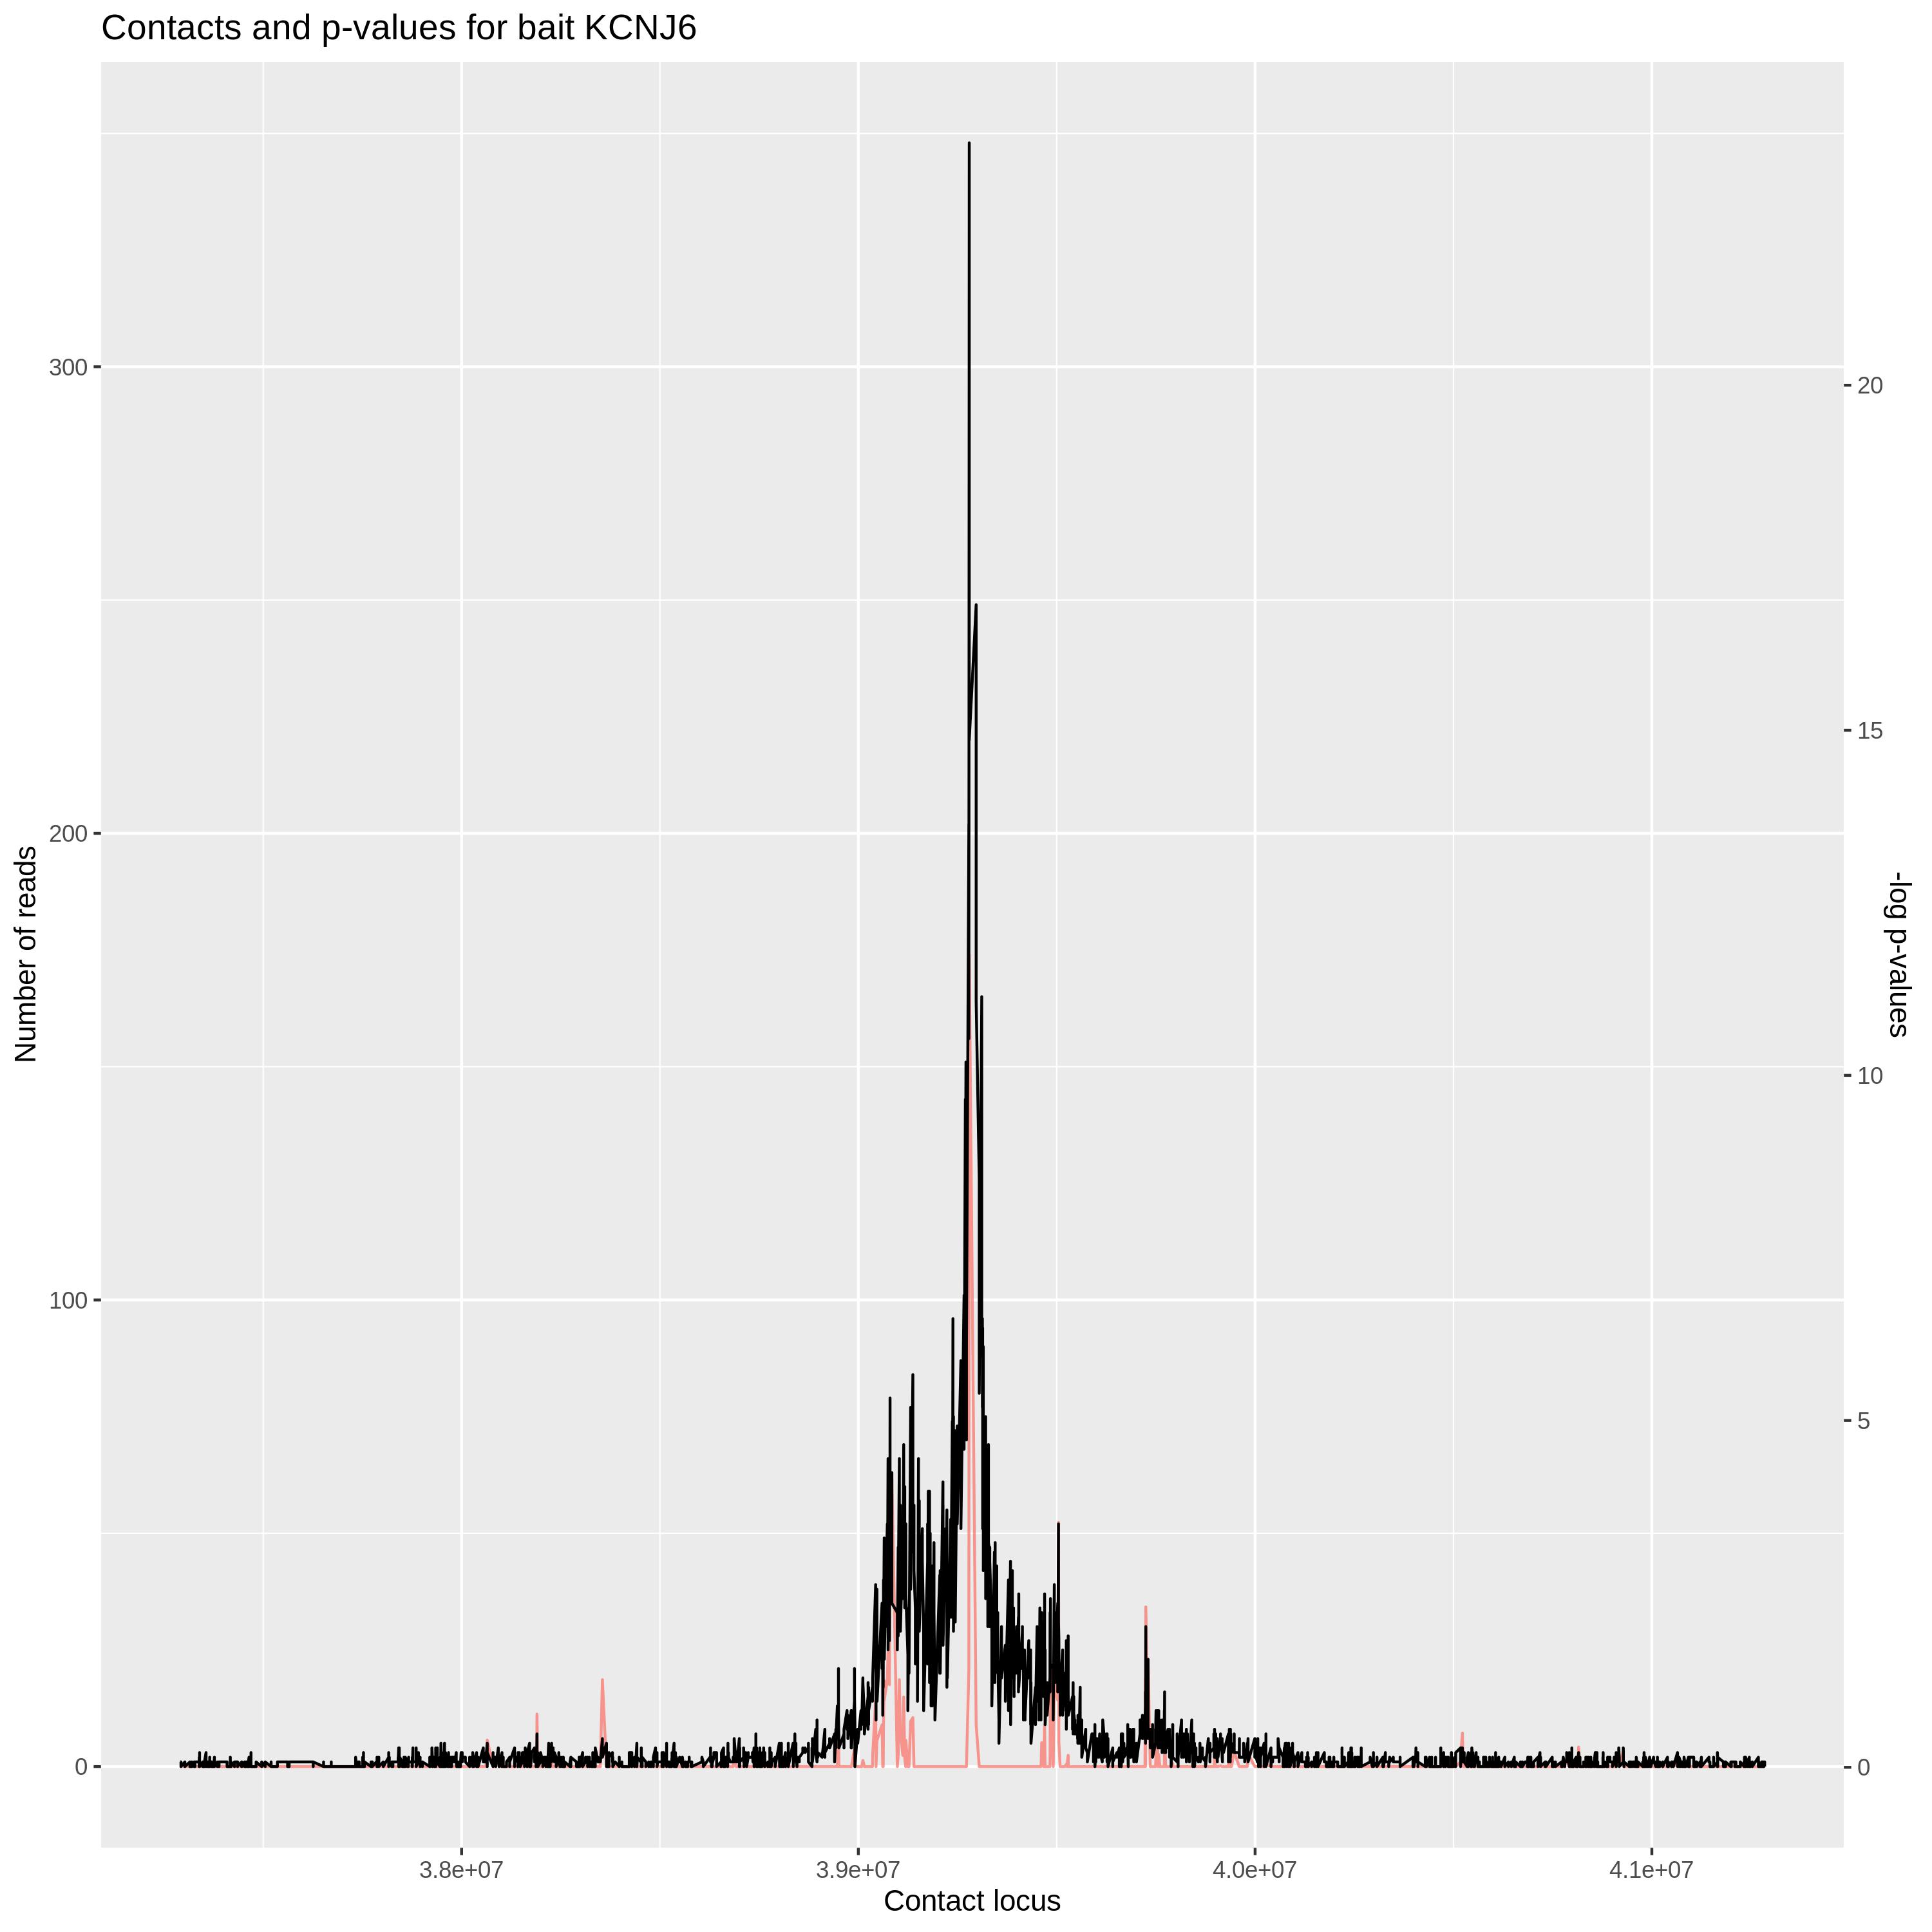 Contacts and p-values for bait KCNJ6
Number of reads
300
200
100
0
20
15
10
5
0
-log p-values
3.8e+07
3.9e+07
4.0e+07
4.1e+07
Contact locus